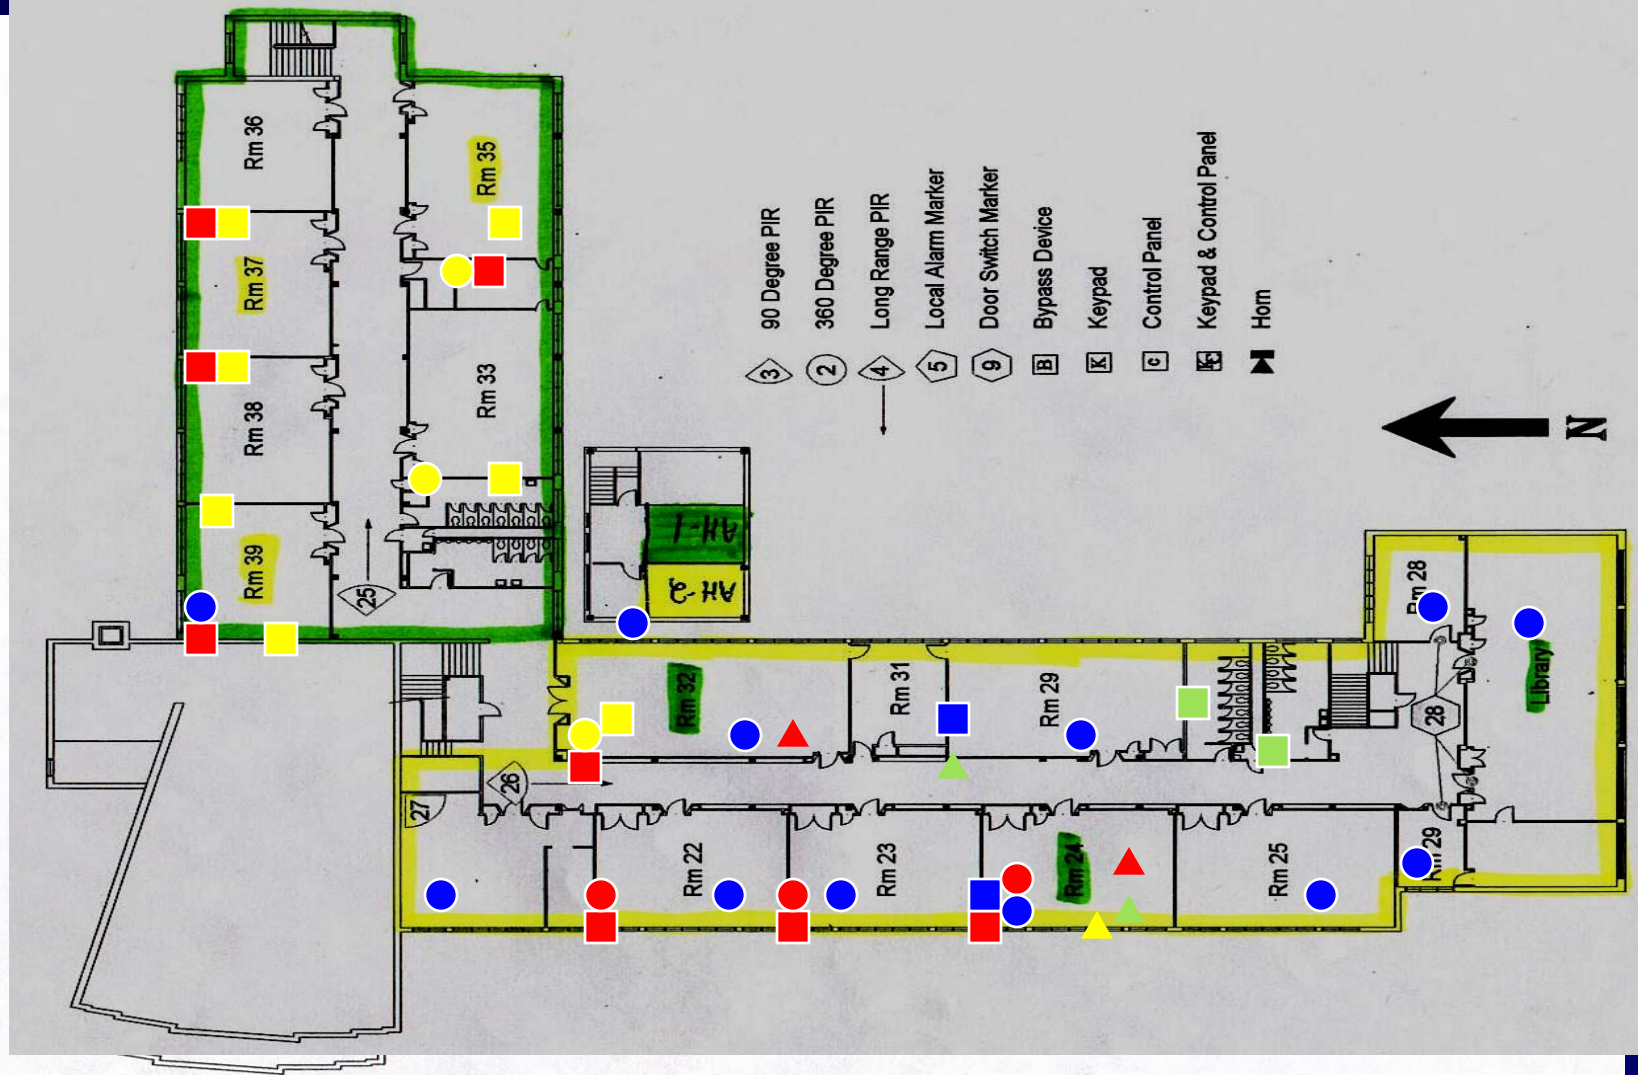 Rm 36
Rm 35
Rm 37
Rm 38
Rm 33
Rm 39
25
90 Degree PIR
3
360 Degree PIR
2
Long Range PIR
4
Local Alarm Marker
5
Door Switch Marker
9
Bypass Device
B
Keypad
K
Control Panel
C
Keypad & Control Panel
Horn
N
AH-1
AH-2
Rm 28
Rm 32
Rm 31
Rm 29
28
Library
26
27
Rm 22
Rm 23
Rm 24
Rm 25
Rm 29